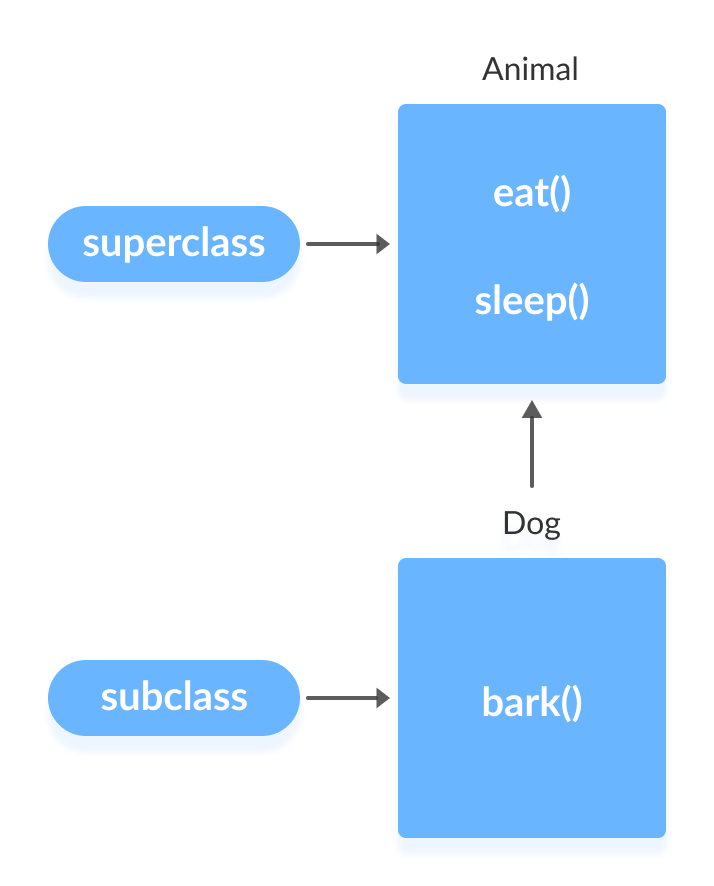 Animal
eat()
superclass
sleep()
Dog
subclass
bark()